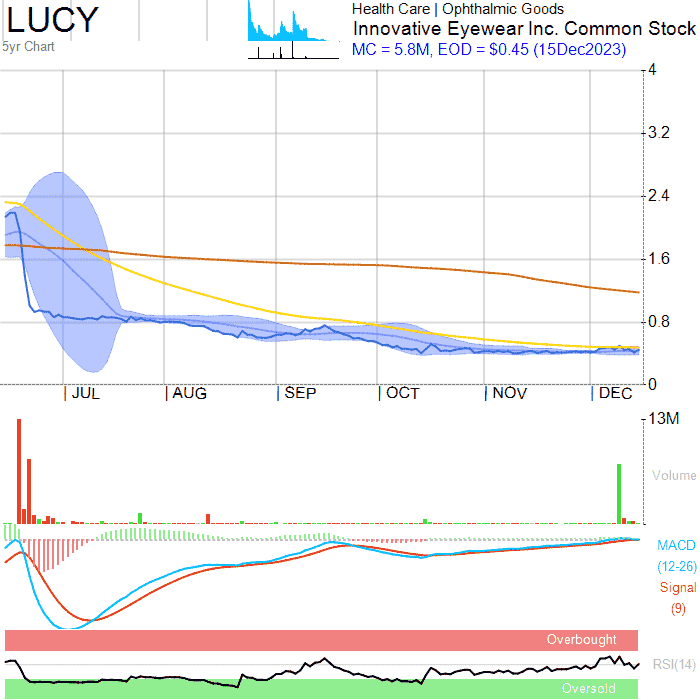 LUCY
5yr Chart
Health Care | Ophthalmic Goods
Innovative Eyewear Inc. Common Stock
MC = 5.8M, EOD = $0.45 (15Dec2023)
4
3.2
2.4
1.6
0.8
0
JUL
AUG
SEP
OCT
NOV
DEC
13M
Volume
MACD
(12-26)
Signal
(9)
Overbought
RSI(14)
Oversold